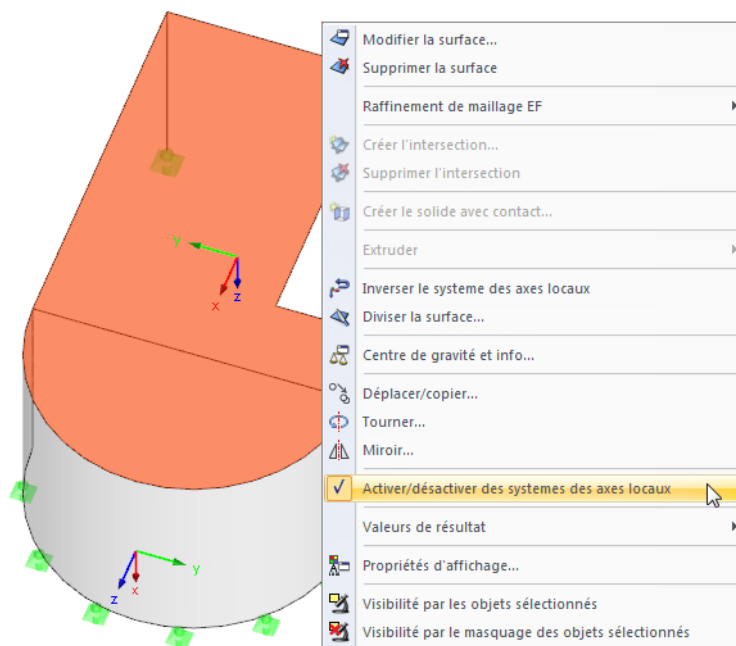 Modifier la surface...
Supprimer la surface
Raffinement de maillage EF
Créer l'intersection...
Supprimer l'intersection
Créer le solide avec contact...
Extruder
Inverser le systeme des axes locaux
Diviser la surface...
Centre de gravité et info...
Déplacer/copier...
Tourner...
Miroir...
Activer/désactiver des systemes des axes locaux
Valeurs de résultat
Propriétés d'affichage...
Visibilité par les objets sélectionnés
Visibilité par le masquage des objets sélectionnés
Y
X
Z
Y
Z
X